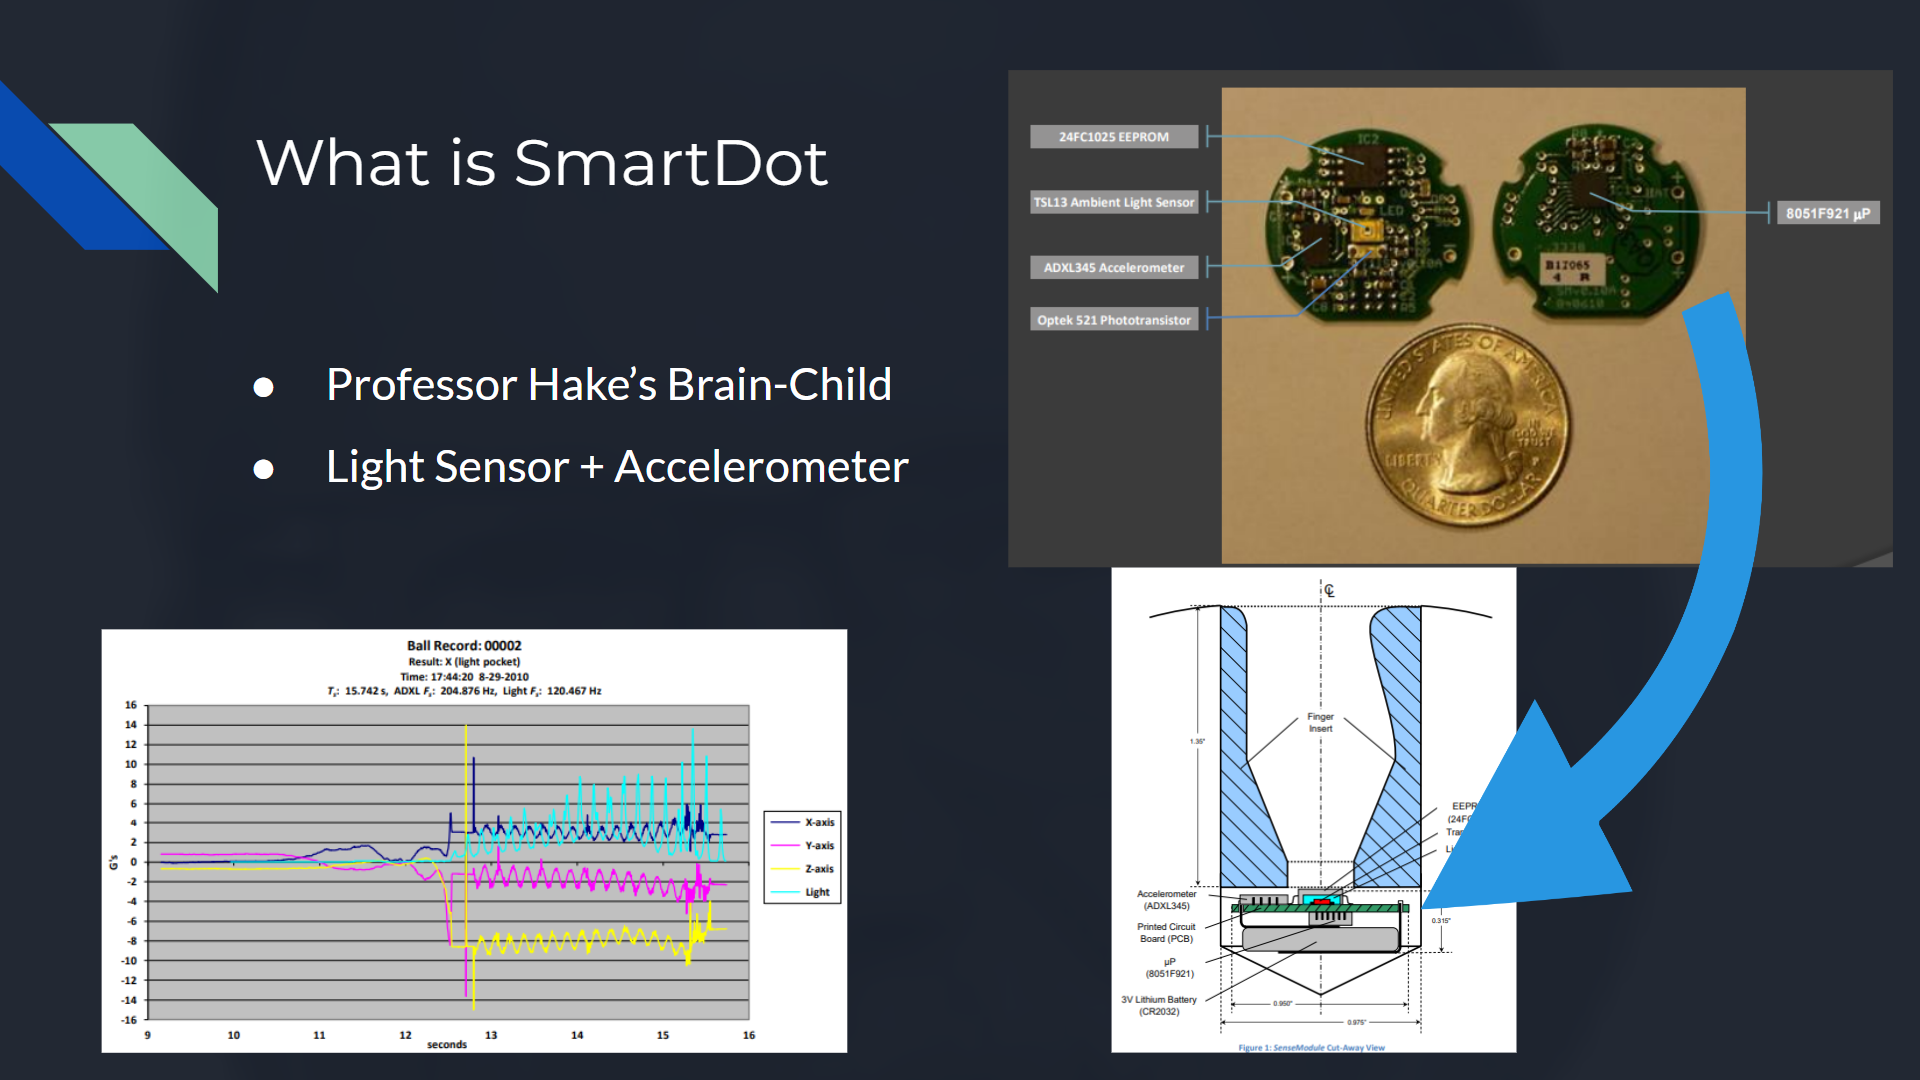 What is SmartDot
● Professor Hake’s Brain-Child
● Light Sensor + Accelerometer
24FC1025 EEPROM
TSL13 Ambient Light Sensor
ADXL345 Accelerometer
Optek 521 Phototransistor
8051F921 µP
IC2
LED
B17065
4 R
UNITED STATES OF AMERICA
LIBERTY
IN
GOD WE
TRUST
P
QUARTER DOLLAR
Ball Record: 00002
Result: X (light pocket)
Time: 17:44:20 8-29-2010
Ts: 15.742 s, ADXL Fs: 204.876 Hz, Light Fs: 120.467 Hz
16
14
12
10
8
6
4
2
0
-2
-4
-6
-8
-10
-12
-14
-16
G's
9 10 11 12 13 14 15 16
seconds
X-axis
Y-axis
Z-axis
Light
℄
Finger
Insert
1.35"
EEPR
(24FC
Tra
Li
Accelerometer
(ADXL345)
Printed Circuit
Board (PCB)
µP
(8051F921)
3V Lithium Battery
(CR2032)
0.315"
0.950"
0.975"
Figure 1: SenseModule Cut-Away View